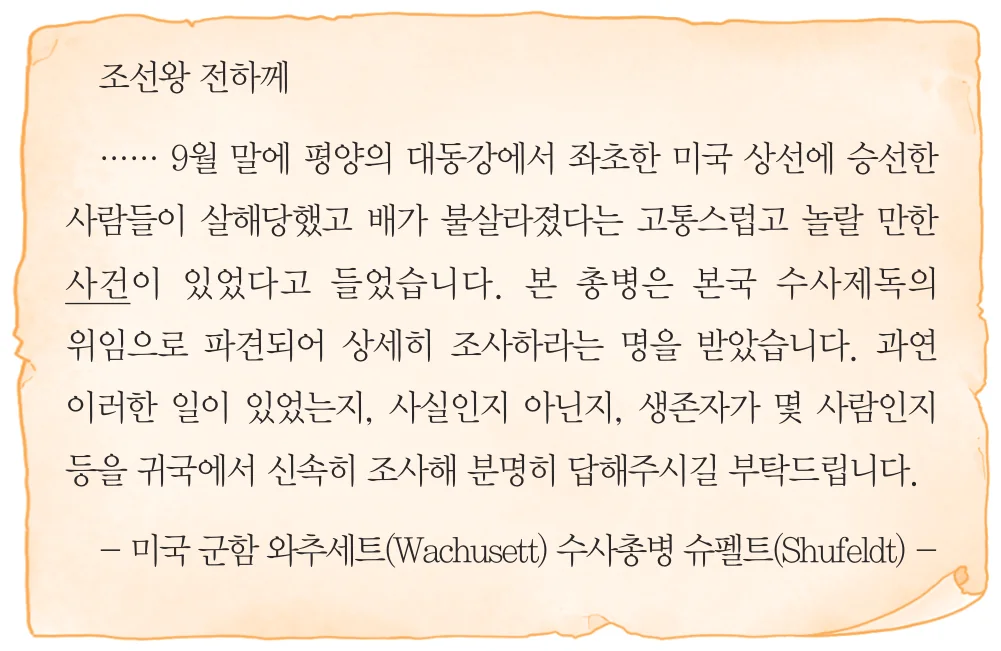 조선왕 전하께
…… 9월 말에 평양의 대동강에서 좌초한 미국 상선에 승선한
사람들이 살해당했고 배가 불살라졌다는 고통스럽고 놀랄 만한
사건이 있었다고 들었습니다. 본 총병은 본국 수사제독의
위임으로 파견되어 상세히 조사하라는 명을 받았습니다. 과연
이러한 일이 있었는지, 사실인지 아닌지, 생존자가 몇 사람인지
등을 귀국에서 신속히 조사해 분명히 답해주시길 부탁드립니다.
– 미국 군함 와추세트(Wachusett) 수사총병 슈펠트(Shufeldt) –